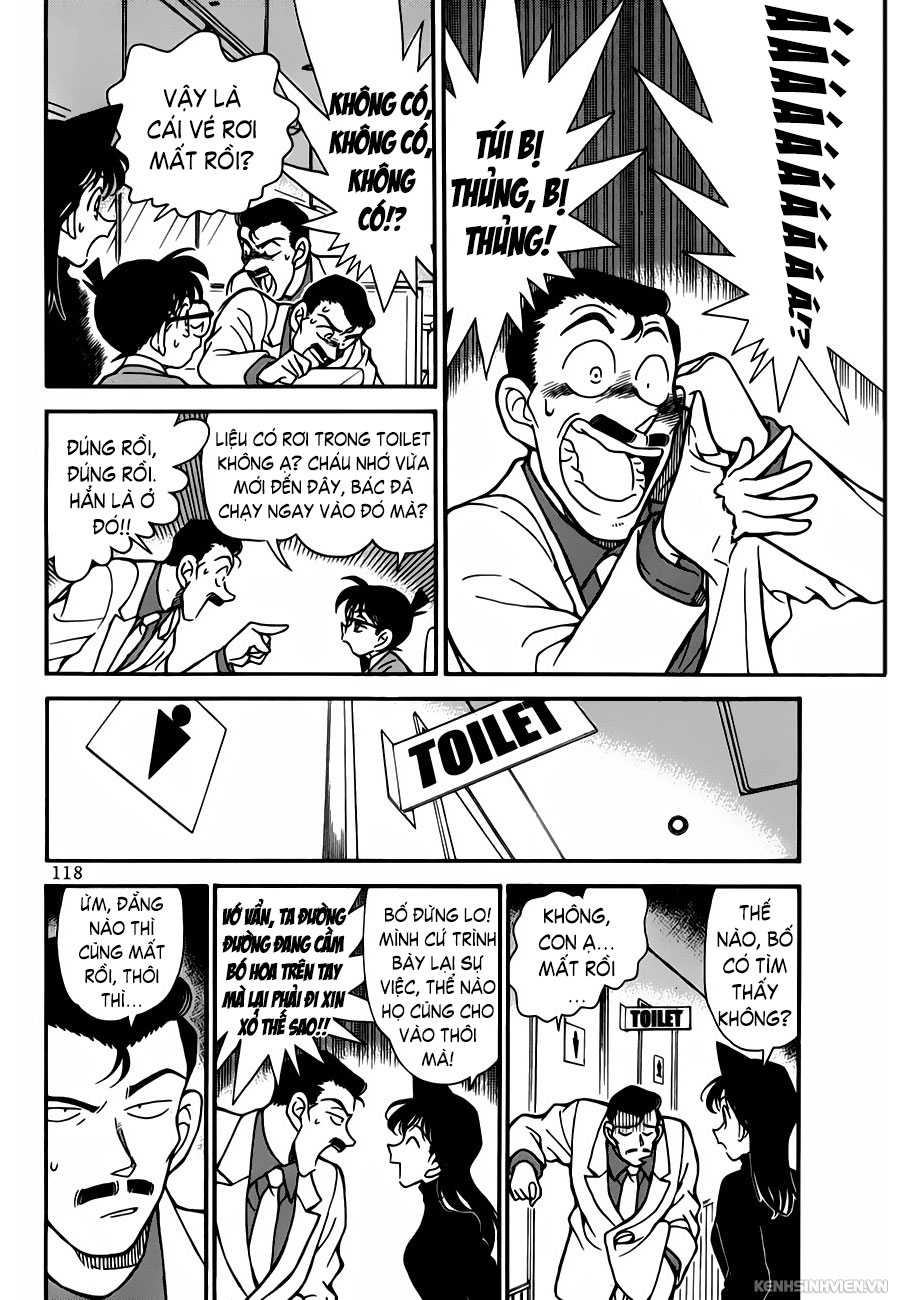 ÁÁÁÁÁÁÁÁ!?
TÚI BỊ
THỦNG, BỊ
THỦNG!
KHÔNG CÓ,
KHÔNG CÓ,
KHÔNG
CÓ!?
VẬY LÀ
CÁI VÉ RƠI
MẤT RỒI?
LIỆU CÓ RƠI TRONG TOILET
KHÔNG Ạ? CHÁU NHỚ VỪA
MỚI ĐẾN ĐÂY, BÁC ĐÃ
CHẠY NGAY VÀO ĐÓ MÀ?
ĐÚNG RỒI,
ĐÚNG RỒI.
HẲN LÀ Ở
ĐÓ!!
TOILET
118
THẾ
NÀO, BỐ
CÓ TÌM
THẤY
KHÔNG?
KHÔNG,
CON Ạ...
MẤT RỒI
...
TOILET
BỐ ĐỪNG LO!
MÌNH CỨ TRÌNH
BÀY LẠI SỰ
VIỆC, THẾ NÀO
HỌ CŨNG CHO
VÀO THÔI
MÀ!
VỚ VẨN, TA ĐƯỜNG
ĐƯỜNG ĐANG CẦM
BÓ HOA TRÊN TAY
MÀ LẠI PHẢI ĐI XIN
XỎ THẾ SAO!!
ỪM, ĐẰNG
NÀO THÌ
CŨNG MẤT
RỒI, THÔI
THÌ...
KENHSINHVIEN.VN